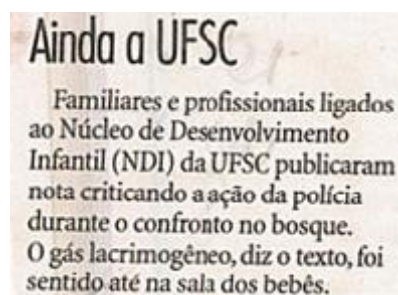 Ainda a UFSC
Familiares e profissionais ligados
ao Núcleo de Desenvolvimento
Infantil (NDI) da UFSC publicaram
nota criticando a ação da polícia
durante o confronto no bosque.
O gás lacrimogêneo, diz o texto, foi
sentido até na sala dos bebês.